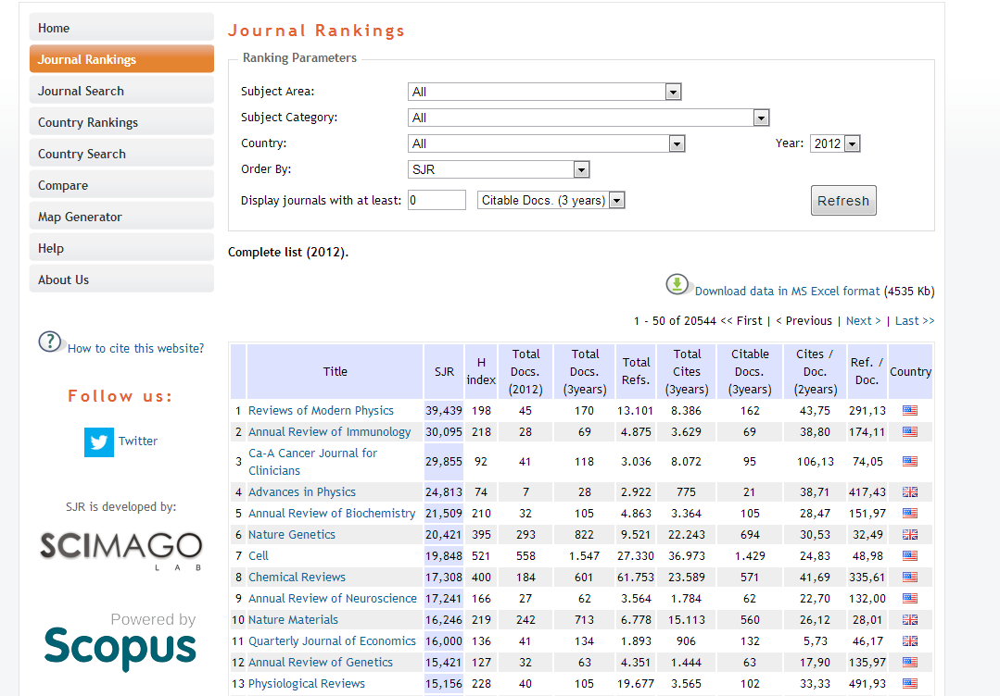 Home
Journal Rankings
Journal Search
Country Rankings
Country Search
Compare
Map Generator
Help
About Us
? How to cite this website?
Follow us:
Twitter
SJR is developed by:
SCIMAGO
LAB
Powered by
Scopus
Journal Rankings
Ranking Parameters
Subject Area: All
Subject Category: All
Country: All Year: 2012
Order By: SJR
Display journals with at least: 0 Citable Docs. (3 years) Refresh
Complete list (2012).
Download data in MS Excel format (4535 Kb)
1 - 50 of 20544 << First | < Previous | Next > | Last >>
Title SJR H index Total Docs. (2012) Total Docs. (3years) Total Refs. Total Cites (3years) Citable Docs. (3years) Cites / Doc. (2years) Ref. / Doc. Country
1 Reviews of Modern Physics 39,439 198 45 170 13.101 8.386 162 43,75 291,13
2 Annual Review of Immunology 30,095 218 28 69 4.875 3.629 69 38,80 174,11
3 Ca-A Cancer Journal for Clinicians 29,855 92 41 118 3.036 8.072 95 106,13 74,05
4 Advances in Physics 24,813 74 7 28 2.922 775 21 38,71 417,43
5 Annual Review of Biochemistry 21,509 210 32 105 4.863 3.364 105 28,47 151,97
6 Nature Genetics 20,421 395 293 822 9.521 22.243 694 30,53 32,49
7 Cell 19,848 521 558 1.547 27.330 36.973 1.429 24,83 48,98
8 Chemical Reviews 17,308 400 184 601 61.753 23.589 571 41,69 335,61
9 Annual Review of Neuroscience 17,241 166 27 62 3.564 1.784 62 22,70 132,00
10 Nature Materials 16,246 219 242 713 6.778 15.113 560 26,12 28,01
11 Quarterly Journal of Economics 16,000 136 41 134 1.893 906 132 5,73 46,17
12 Annual Review of Genetics 15,421 127 32 63 4.351 1.444 63 17,90 135,97
13 Physiological Reviews 15,156 228 40 105 19.677 3.565 102 33,33 491,93